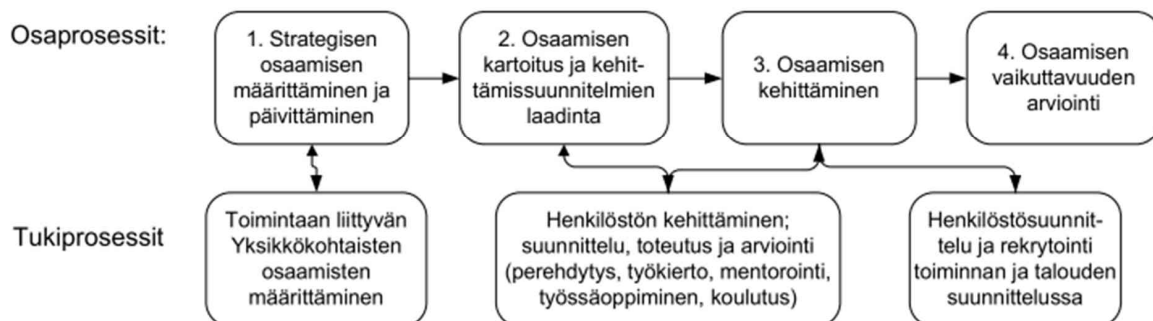 Osaprosessit:
1. Strategisen
osaamisen
määrittäminen ja
päivittäminen
2. Osaamisen
kartoitus ja kehit-
tämissuunnitelmien
laadinta
3. Osaamisen
kehittäminen
4. Osaamisen
vaikuttavuuden
arviointi
Tukiprosessit
Toimintaan liittyvän
Yksikkökohtaisten
osaamisten
määrittäminen
Henkilöstön kehittäminen;
suunnittelu, toteutus ja arviointi
(perehdytys, työkierto, mentorointi,
työssäoppiminen, koulutus)
Henkilöstösuunnit-
telu ja rekrytointi
toiminnan ja talouden
suunnittelussa